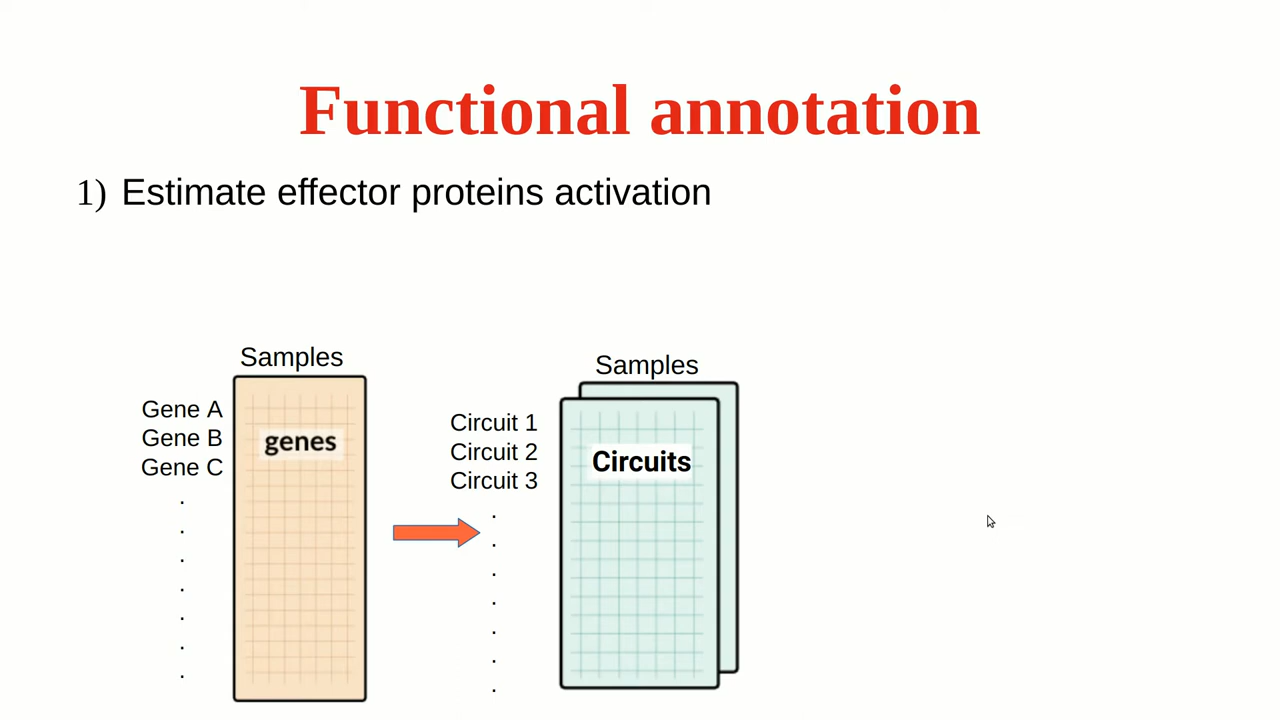 Functional annotation
1) Estimate effector proteins activation
Samples
Gene A
Gene B
Gene C
.
.
.
.
.
.
.
genes
Samples
Circuit 1
Circuit 2
Circuit 3
.
.
.
.
.
.
.
Circuits